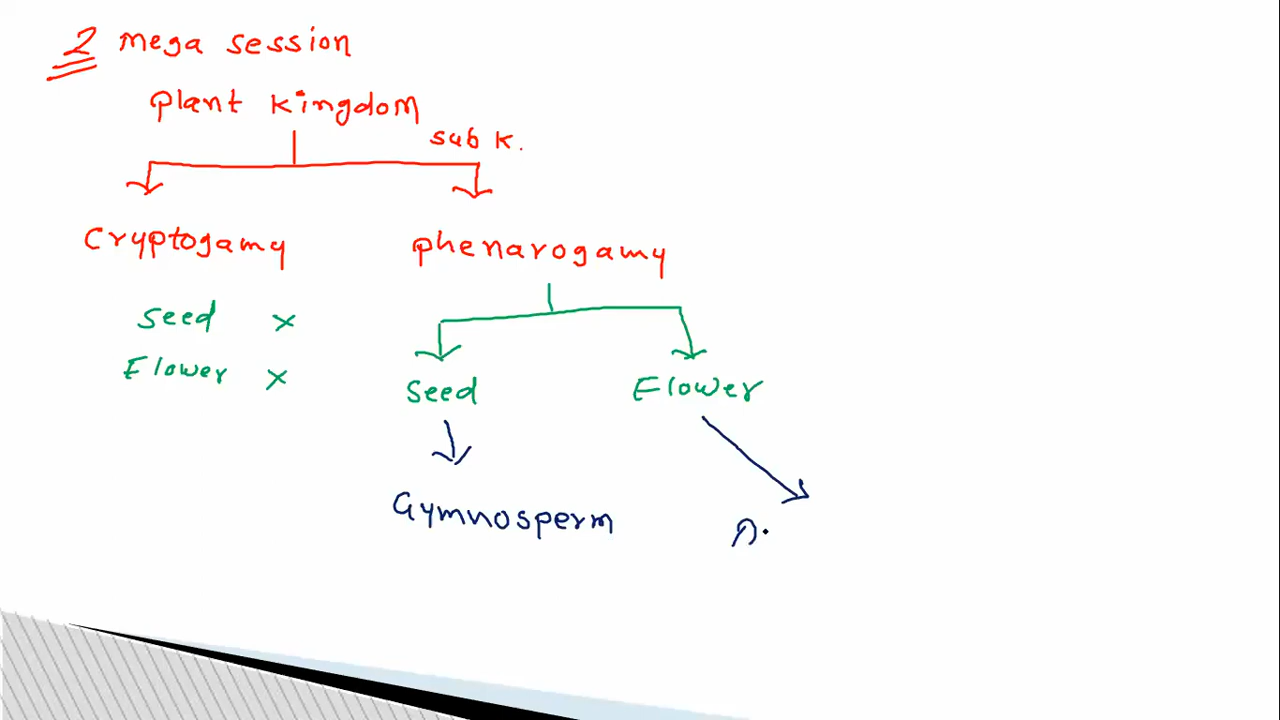 2 mega session
plant kingdom
sub k.
Cryptogamy phenarogamy
seed x
Flower x
seed Flower
Gymnosperm